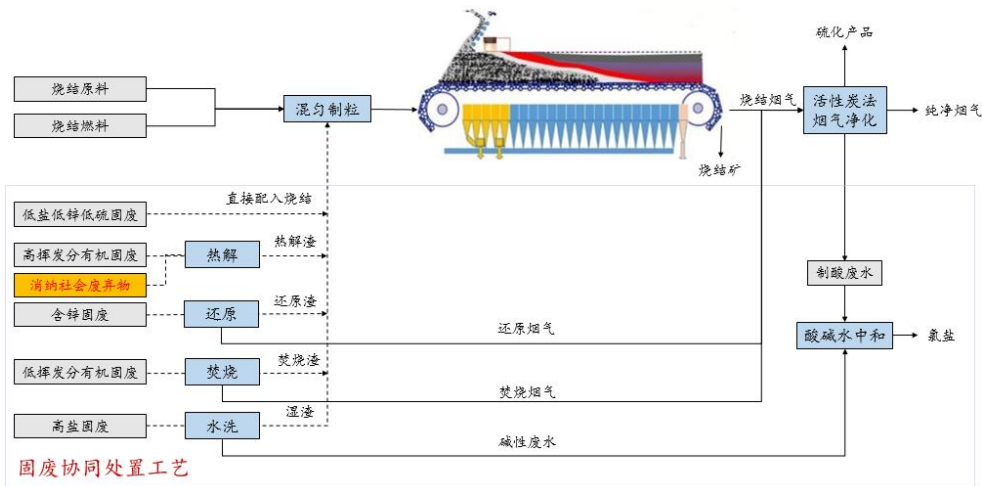 硫化产品
烧结原料
烧结燃料
混匀制粒
烧结烟气
活性炭法
烟气净化
纯净烟气
烧结矿
直接配入烧结
低盐低锌低硫固废
高挥发分有机固废
热解
热解渣
消纳社会废弃物
含锌固废
还原
还原渣
还原烟气
制酸废水
酸碱水中和
氯盐
低挥发分有机固废
焚烧
焚烧渣
焚烧烟气
湿渣
高盐固废
水洗
碱性废水
固废协同处置工艺